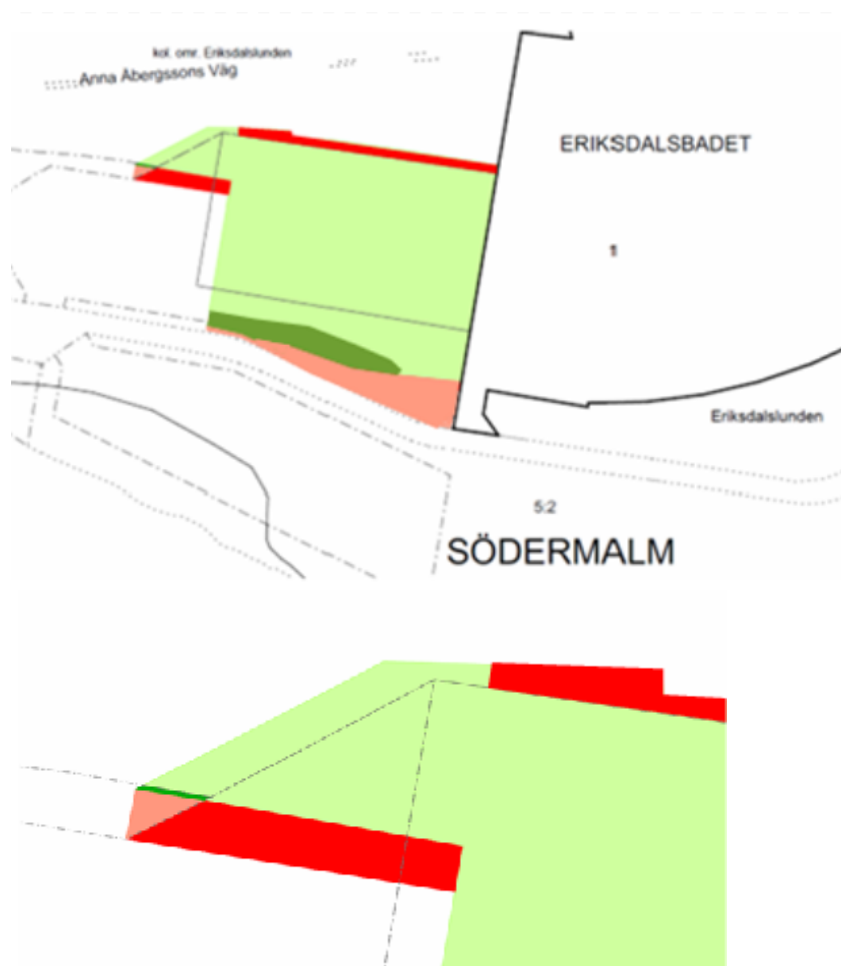 kol. omr. Eriksdalslunden
Anna Åbergssons Väg
ERIKSDALSBADET
1
Eriksdalslunden
5:2
SÖDERMALM